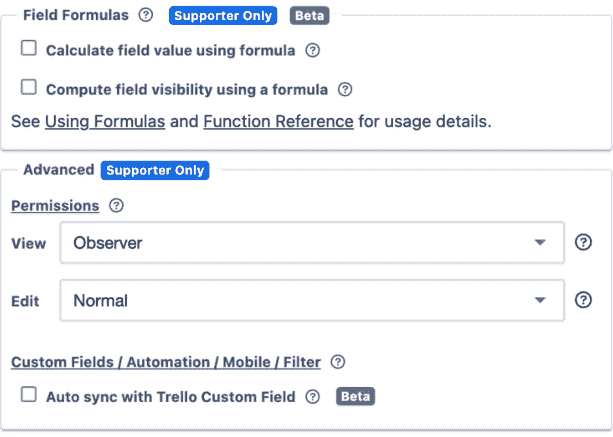 Field Formulas ? Supporter Only Beta
Calculate field value using formula ?
Compute field visibility using a formula ?
See Using Formulas and Function Reference for usage details.
Advanced Supporter Only
Permissions ?
View Observer ?
Edit Normal ?
Custom Fields / Automation / Mobile / Filter ?
Auto sync with Trello Custom Field ? Beta